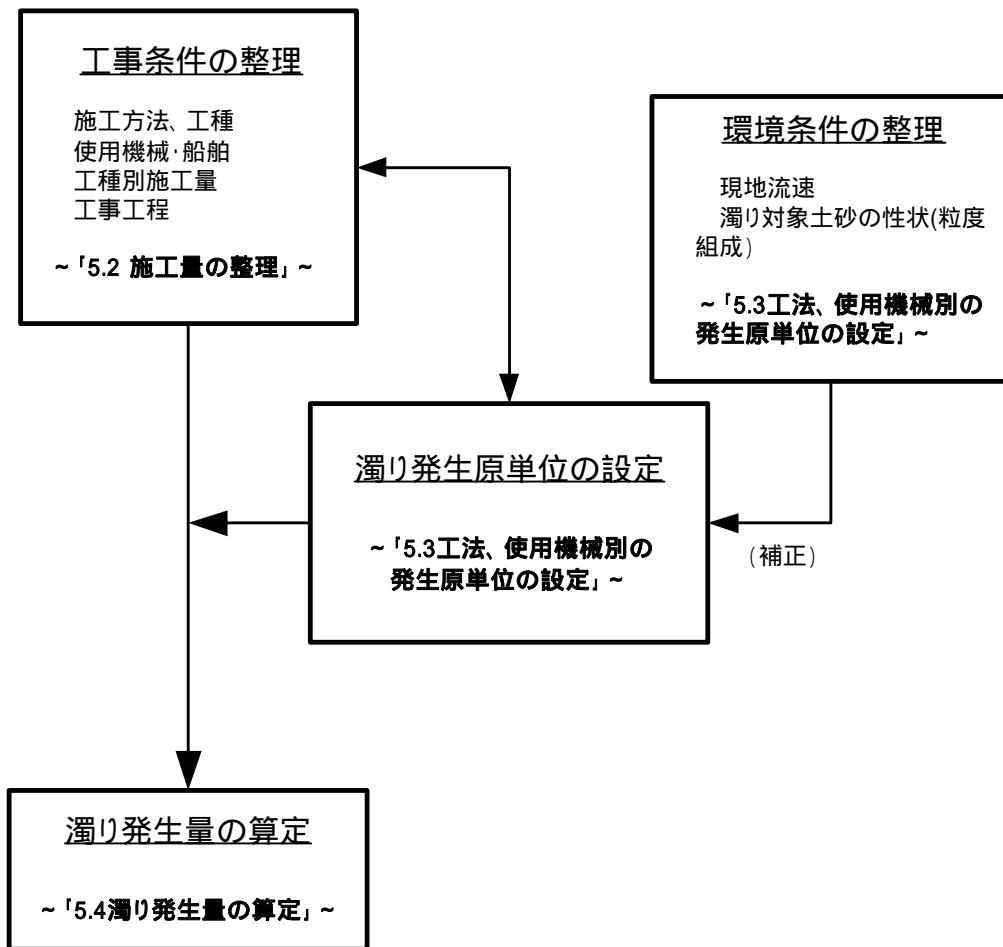 工事条件の整理
施工方法、工種
使用機械・船舶
工種別施工量
工事工程
~「5.2 施工量の整理」~
環境条件の整理
現地流速
濁り対象土砂の性状(粒度
組成)
~「5.3工法、使用機械別の
発生原単位の設定」~
濁り発生原単位の設定
~「5.3工法、使用機械別の
発生原単位の設定」~
(補正)
濁り発生量の算定
~「5.4濁り発生量の算定」~